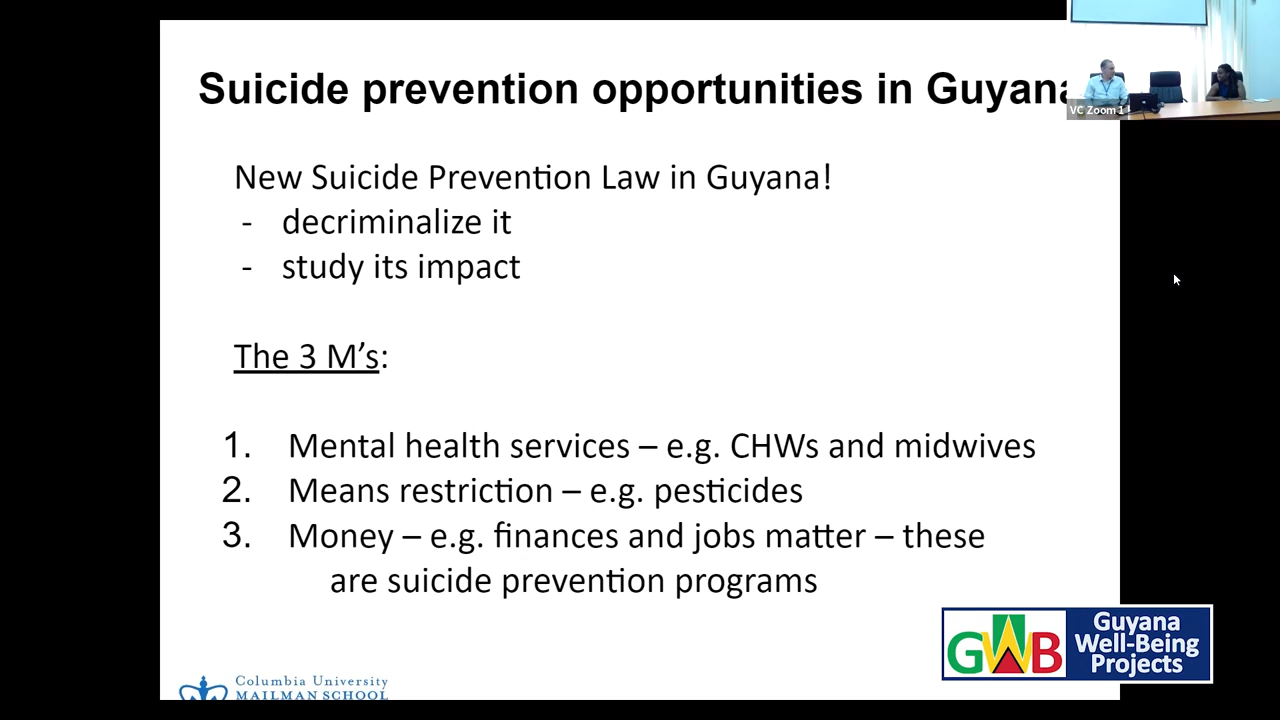 Suicide prevention opportunities in Guyana
VC Zoom 1
New Suicide Prevention Law in Guyana!
- decriminalize it
- study its impact
The 3 M's:
1. Mental health services – e.g. CHWs and midwives
2. Means restriction – e.g. pesticides
3. Money – e.g. finances and jobs matter – these
are suicide prevention programs
GWB
Guyana
Well-Being
Projects
Columbia University
MAILMAN SCHOOL